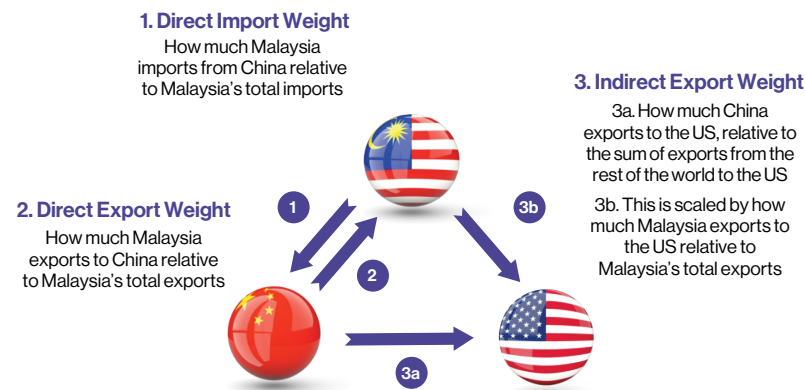 1. Direct Import Weight
How much Malaysia
imports from China relative
to Malaysia's total imports
3. Indirect Export Weight
3a. How much China
exports to the US, relative to
the sum of exports from the
rest of the world to the US
3b. This is scaled by how
much Malaysia exports to
the US relative to
Malaysia's total exports
2. Direct Export Weight
How much Malaysia
exports to China relative
to Malaysia's total exports
1
2
3b
3a